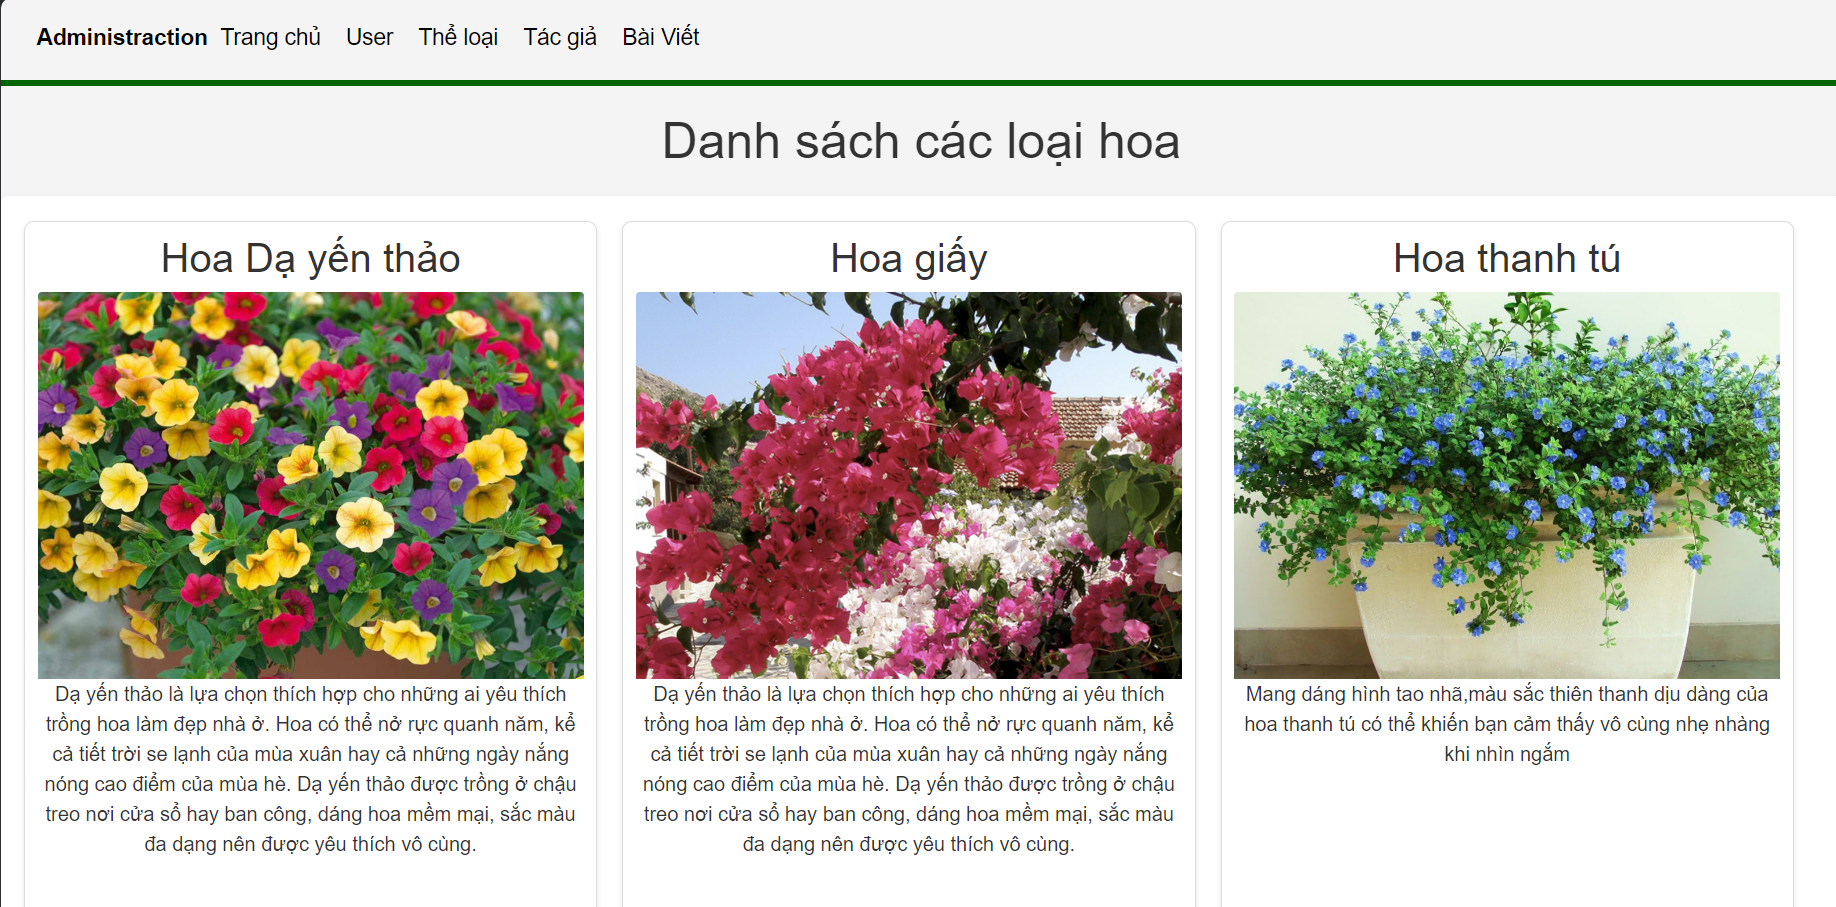 Administraction Trang chủ User Thể loại Tác giả Bài Viết
Danh sách các loại hoa
Hoa Dạ yến thảo
Dạ yến thảo là lựa chọn thích hợp cho những ai yêu thích
trồng hoa làm đẹp nhà ở. Hoa có thể nở rực quanh năm, kể
cả tiết trời se lạnh của mùa xuân hay cả những ngày nắng
nóng cao điểm của mùa hè. Dạ yến thảo được trồng ở chậu
treo nơi cửa sổ hay ban công, dáng hoa mềm mại, sắc màu
đa dạng nên được yêu thích vô cùng.
Hoa giấy
Dạ yến thảo là lựa chọn thích hợp cho những ai yêu thích
trồng hoa làm đẹp nhà ở. Hoa có thể nở rực quanh năm, kể
cả tiết trời se lạnh của mùa xuân hay cả những ngày nắng
nóng cao điểm của mùa hè. Dạ yến thảo được trồng ở chậu
treo nơi cửa sổ hay ban công, dáng hoa mềm mại, sắc màu
đa dạng nên được yêu thích vô cùng.
Hoa thanh tú
Mang dáng hình tao nhã,màu sắc thiên thanh dịu dàng của
hoa thanh tú có thể khiến bạn cảm thấy vô cùng nhẹ nhàng
khi nhìn ngắm